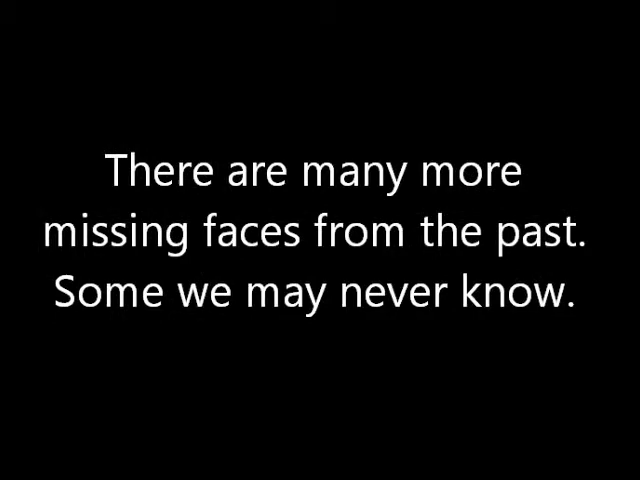 There are many more
missing faces from the past.
Some we may never know.